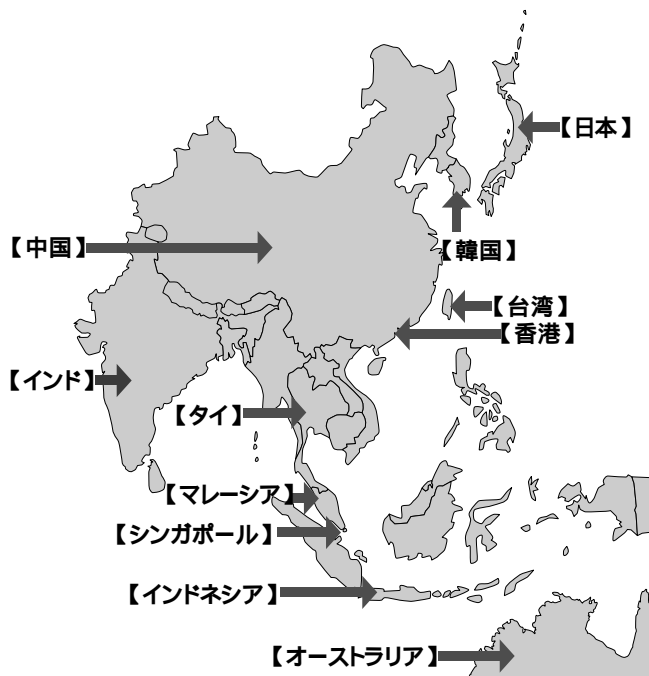 【日本】
【中国】
【韓国】
【台湾】
【香港】
【インド】
【タイ】
【マレーシア】
【シンガポール】
【インドネシア】
【オーストラリア】